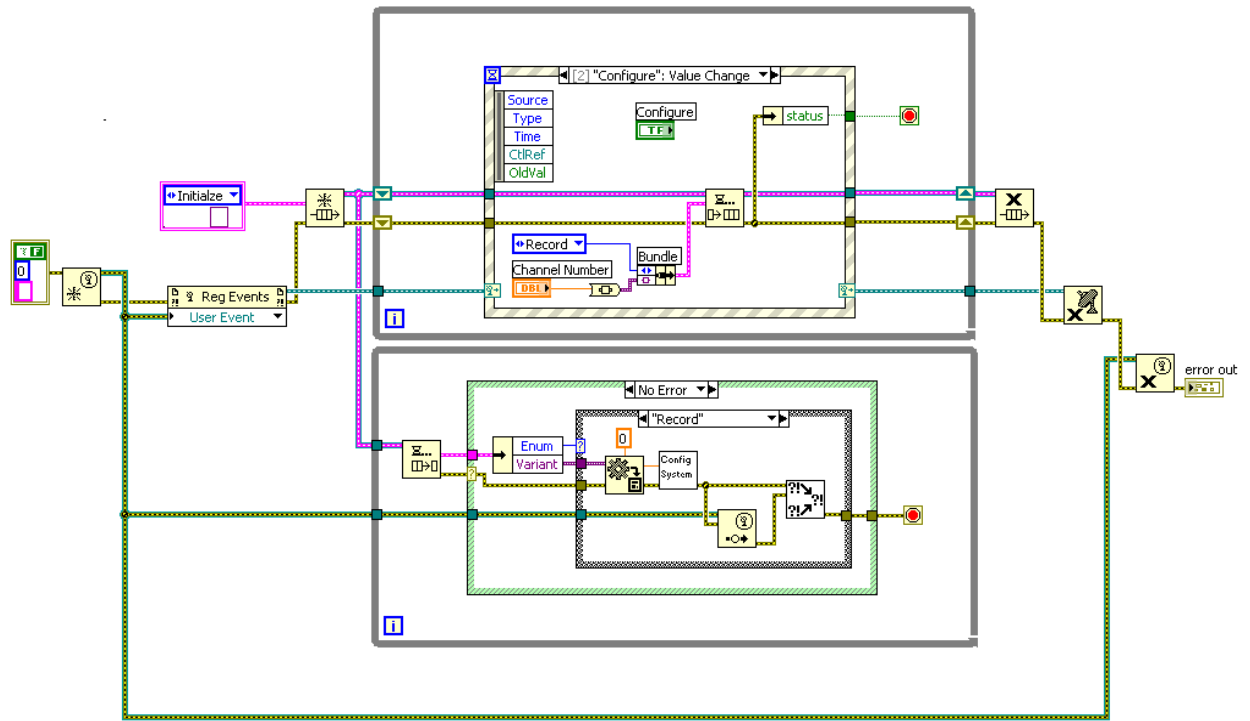 [2] "Configure": Value Change
Source
Type
Time
CtlRef
OldVal
Configure
TF
status
Initialze
Record
Channel Number
DBL
Bundle
F
0
Reg Events
User Event
i
error out
No Error
"Record"
0
Enum
Variant
Config
System
i